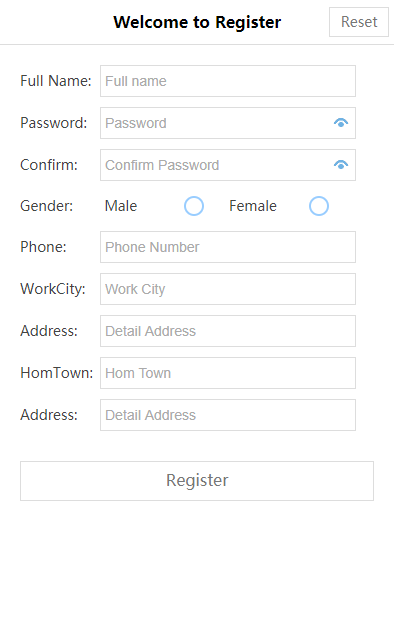 Welcome to Register Reset
Full Name: Full name
Password: Password
Confirm: Confirm Password
Gender: Male Female
Phone: Phone Number
WorkCity: Work City
Address: Detail Address
HomTown: Hom Town
Address: Detail Address
Register